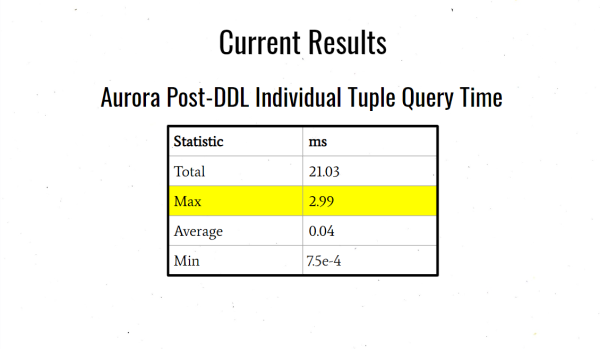 Current Results
Aurora Post-DDL Individual Tuple Query Time
Statistic ms
Total 21.03
Max 2.99
Average 0.04
Min 7.5e-4